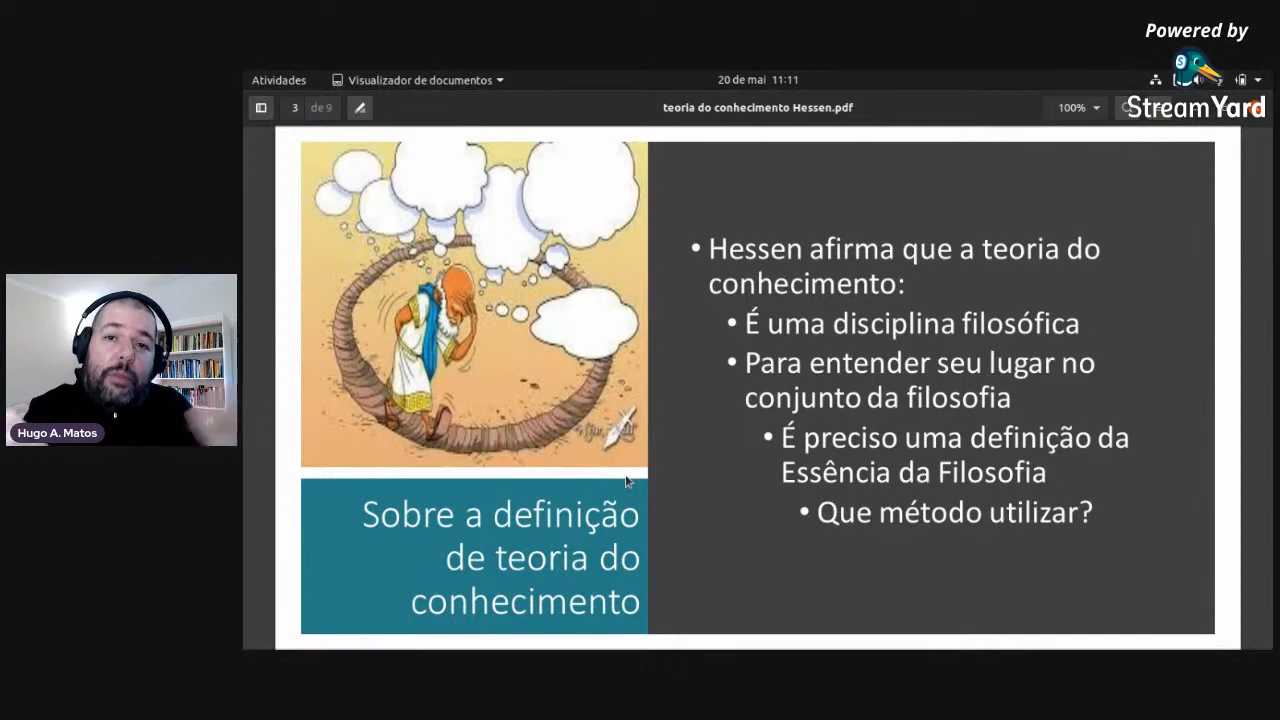 Powered by
StreamYard
Atividades
Visualizador de documentos
20 de mai 11:11
3 de 9
teoria do conhecimento Hessen.pdf
100%
• Hessen afirma que a teoria do
conhecimento:
• É uma disciplina filosófica
• Para entender seu lugar no
conjunto da filosofia
• É preciso uma definição da
Essência da Filosofia
• Que método utilizar?
Sobre a definição
de teoria do
conhecimento
Hugo A. Matos